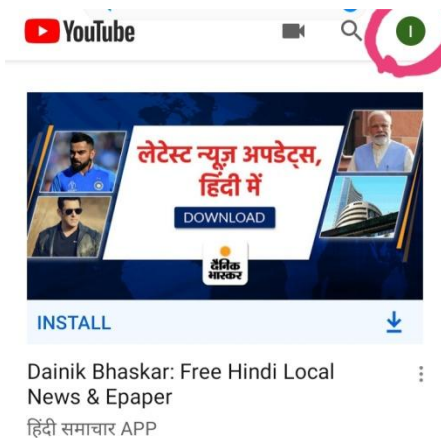 YouTube
I
लेटेस्ट न्यूज़ अपडेट्स,
हिंदी में
DOWNLOAD
दैनिक
भास्कर
INSTALL
Dainik Bhaskar: Free Hindi Local
News & Epaper
हिंदी समाचार APP